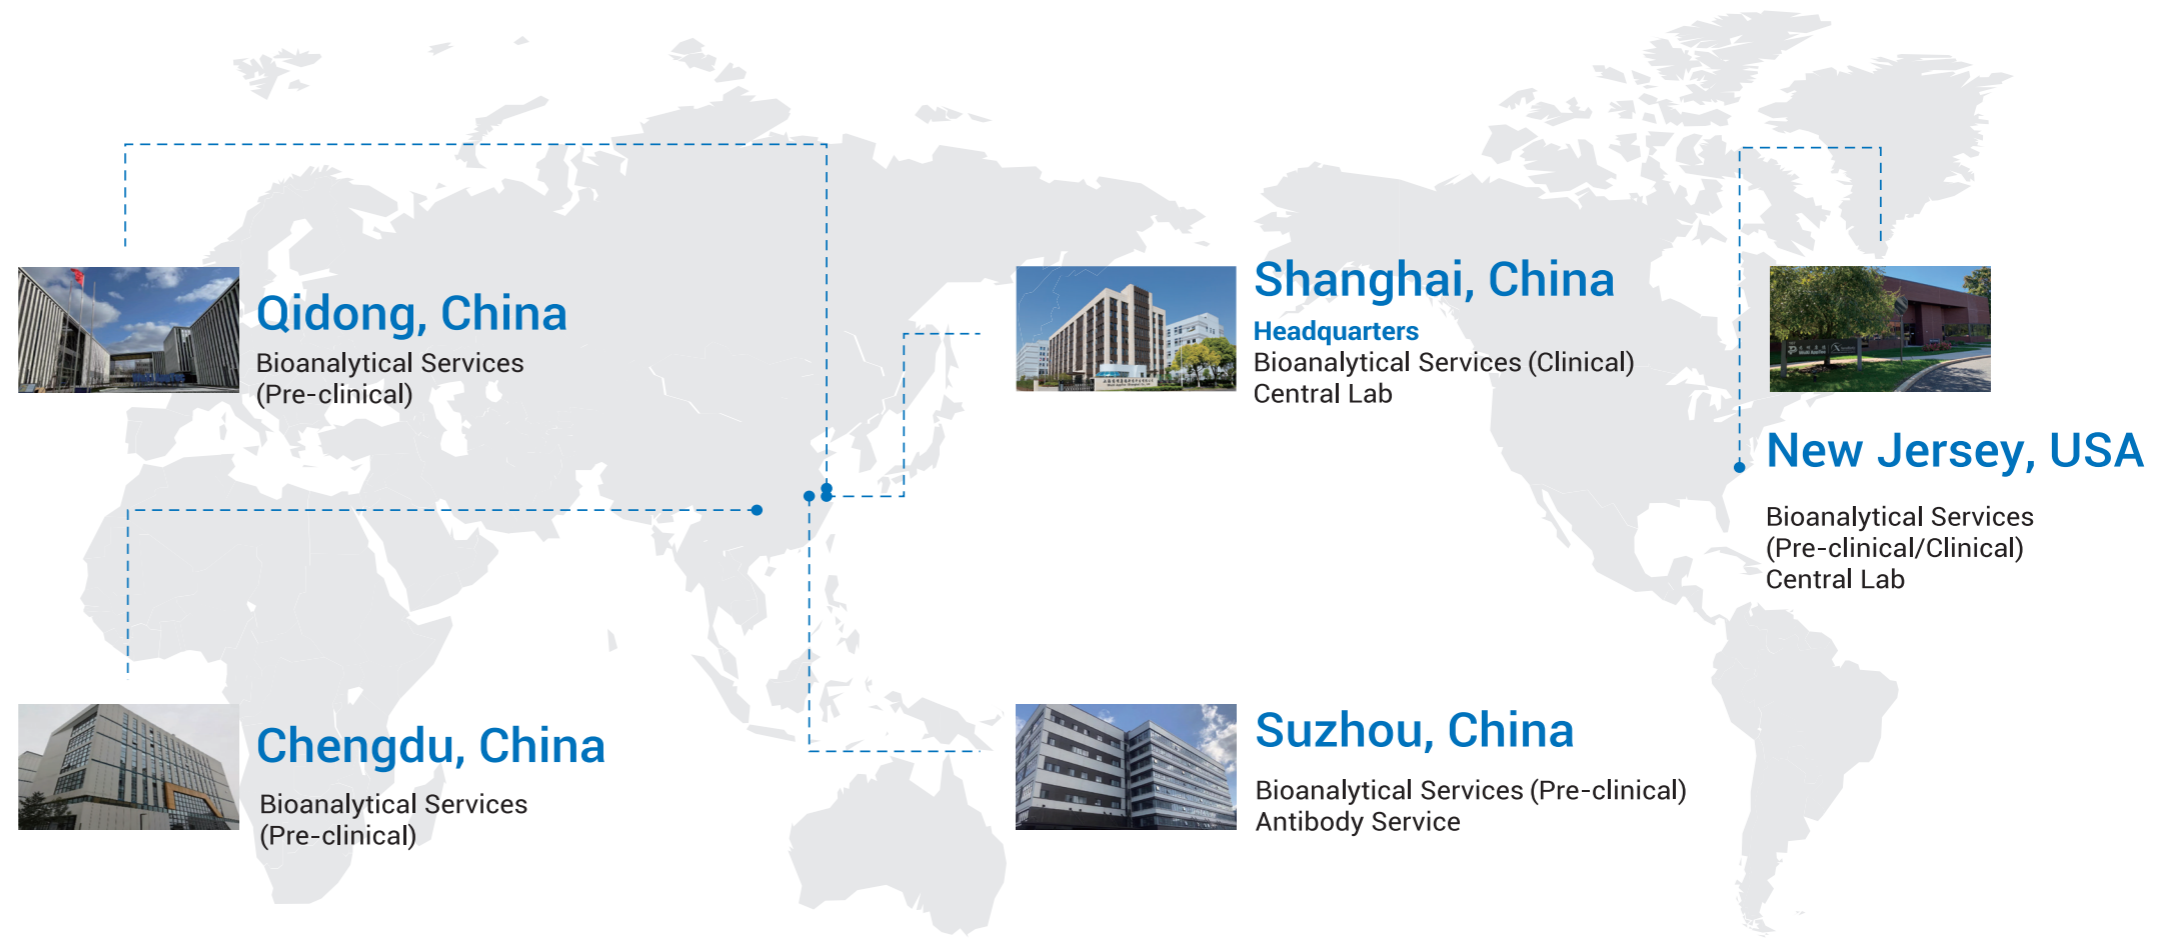 Qidong, China
Bioanalytical Services
(Pre-clinical)
Shanghai, China
Headquarters
Bioanalytical Services (Clinical)
Central Lab
New Jersey, USA
Bioanalytical Services
(Pre-clinical/Clinical)
Central Lab
Chengdu, China
Bioanalytical Services
(Pre-clinical)
Suzhou, China
Bioanalytical Services (Pre-clinical)
Antibody Service